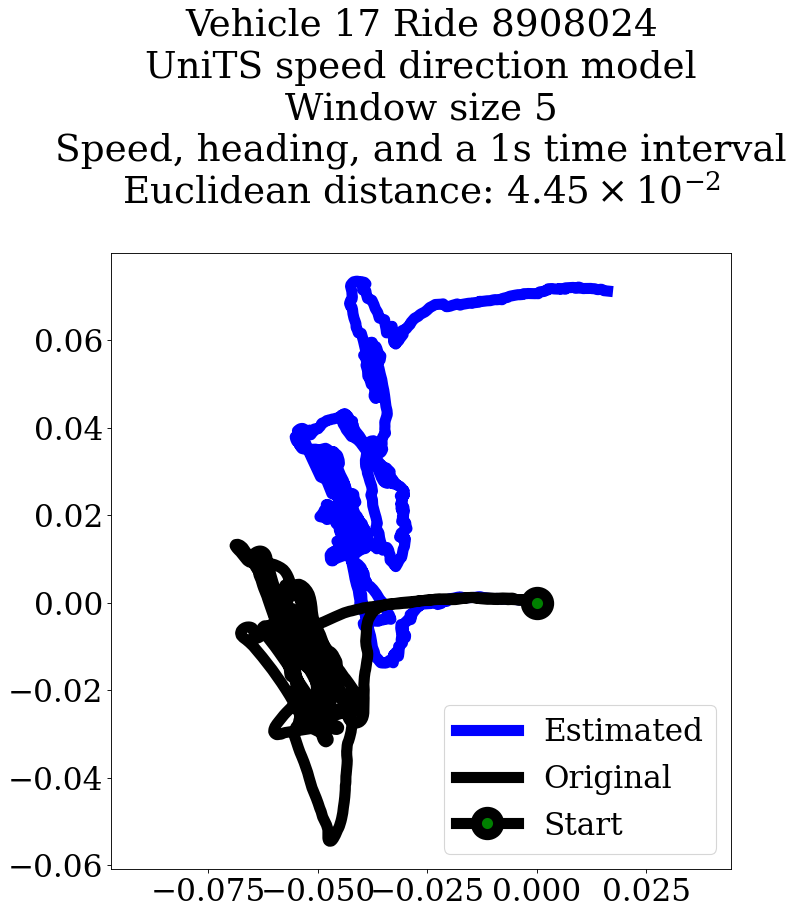 Vehicle 17 Ride 8908024
UniTS speed direction model
Window size 5
Speed, heading, and a 1s time interval
Euclidean distance: 4.45 × 10⁻²
0.06
0.04
0.02
0.00
−0.02
−0.04
−0.06
Estimated
Original
Start
−0.075 −0.050 −0.025 0.000 0.025